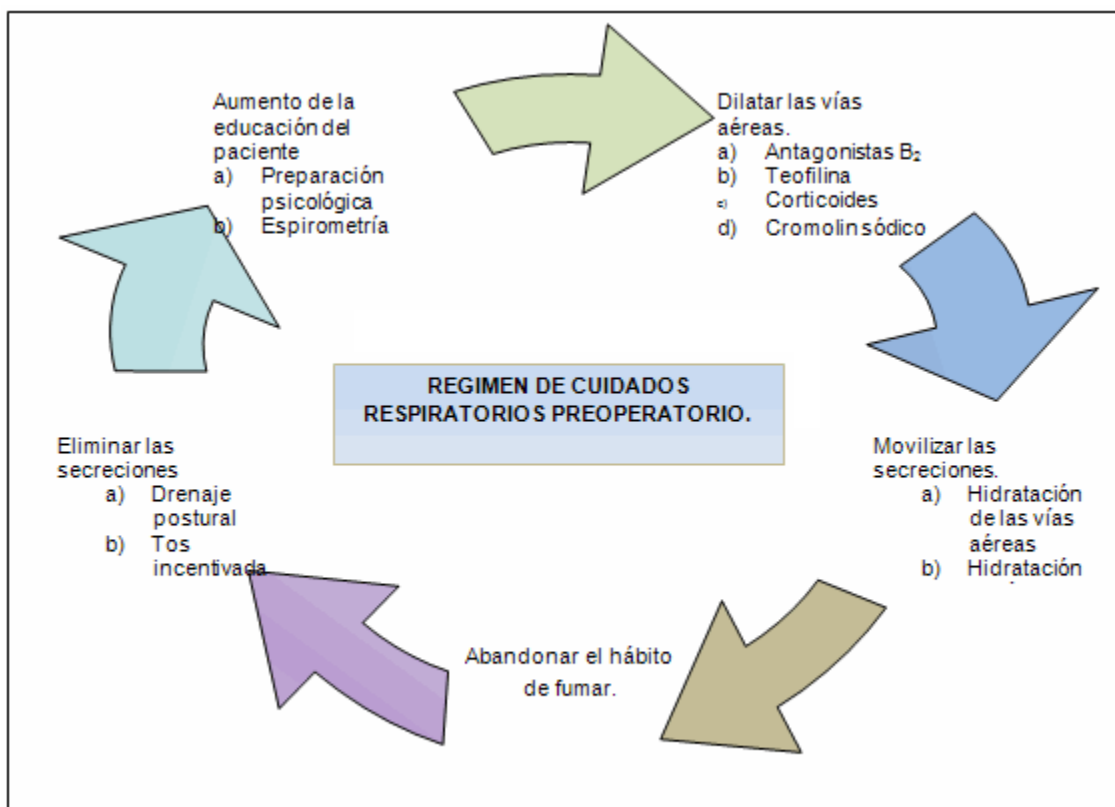 Aumento de la
educación del
paciente
a) Preparación
psicológica
b) Espirometría
Dilatar las vías
aéreas.
a) Antagonistas B₂
b) Teofilina
c) Corticoides
d) Cromolin sódico
REGIMEN DE CUIDADOS
RESPIRATORIOS PREOPERATORIO.
Movilizar las
secreciones.
a) Hidratación
de las vías
aéreas
b) Hidratación
Abandonar el hábito
de fumar.
Eliminar las
secreciones
a) Drenaje
postural
b) Tos
incentivada